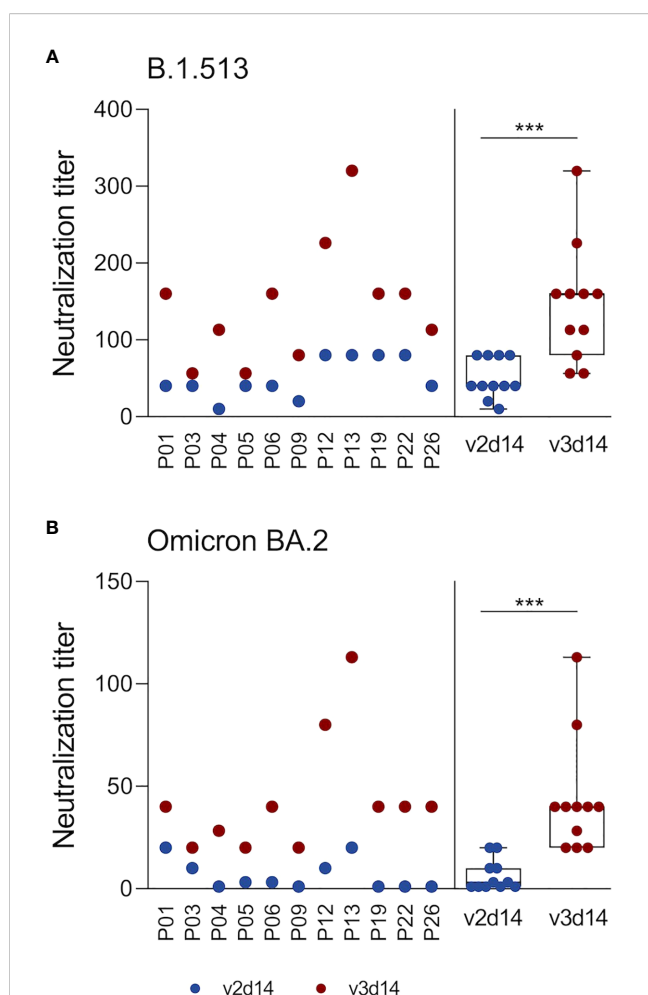 A
B.1.513
400
300
200
100
0
Neutralization titer
***
P01 P03 P04 P05 P06 P09 P12 P13 P19 P22 P26
v2d14 v3d14
B
Omicron BA.2
150
100
50
0
Neutralization titer
***
P01 P03 P04 P05 P06 P09 P12 P13 P19 P22 P26
v2d14 v3d14
v2d14 v3d14